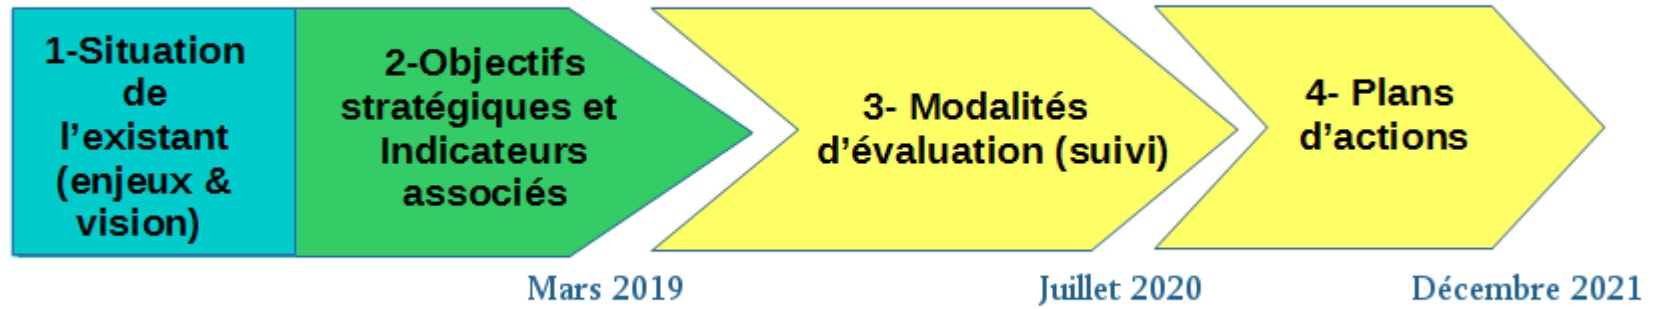 1-Situation
de
l’existant
(enjeux &
vision)
2-Objectifs
stratégiques et
Indicateurs
associés
3- Modalités
d’évaluation (suivi)
4- Plans
d’actions
Mars 2019
Juillet 2020
Décembre 2021